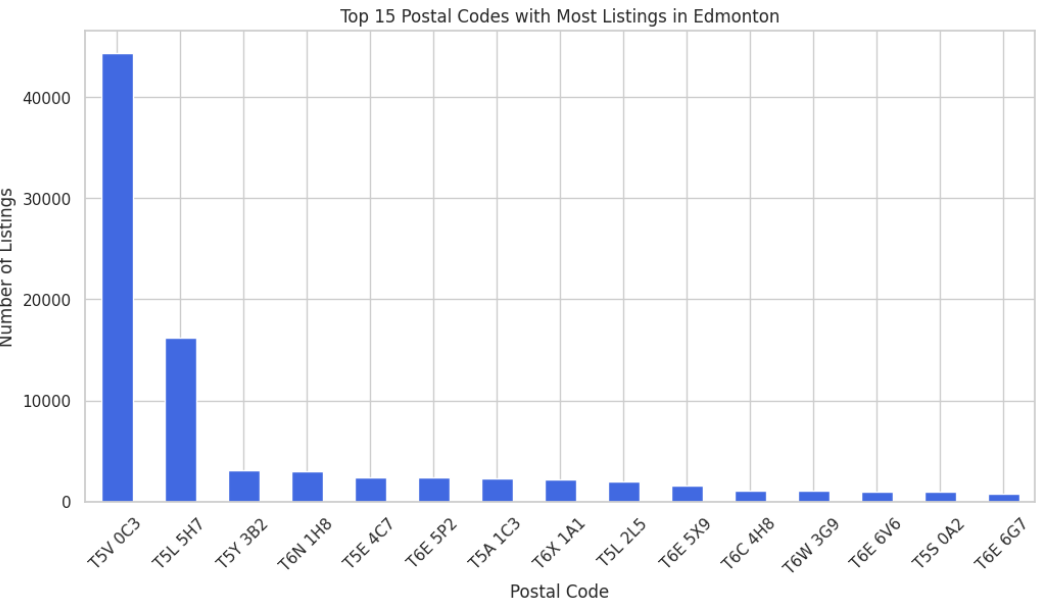 Top 15 Postal Codes with Most Listings in Edmonton
Number of Listings
40000
30000
20000
10000
0
T5V 0C3
T5L 5H7
T5Y 3B2
T6N 1H8
T5E 4C7
T6E 5P2
T5A 1C3
T6X 1A1
T5L 2L5
T6E 5X9
T6C 4H8
T6W 3G9
T6E 6V6
T5S 0A2
T6E 6G7
Postal Code